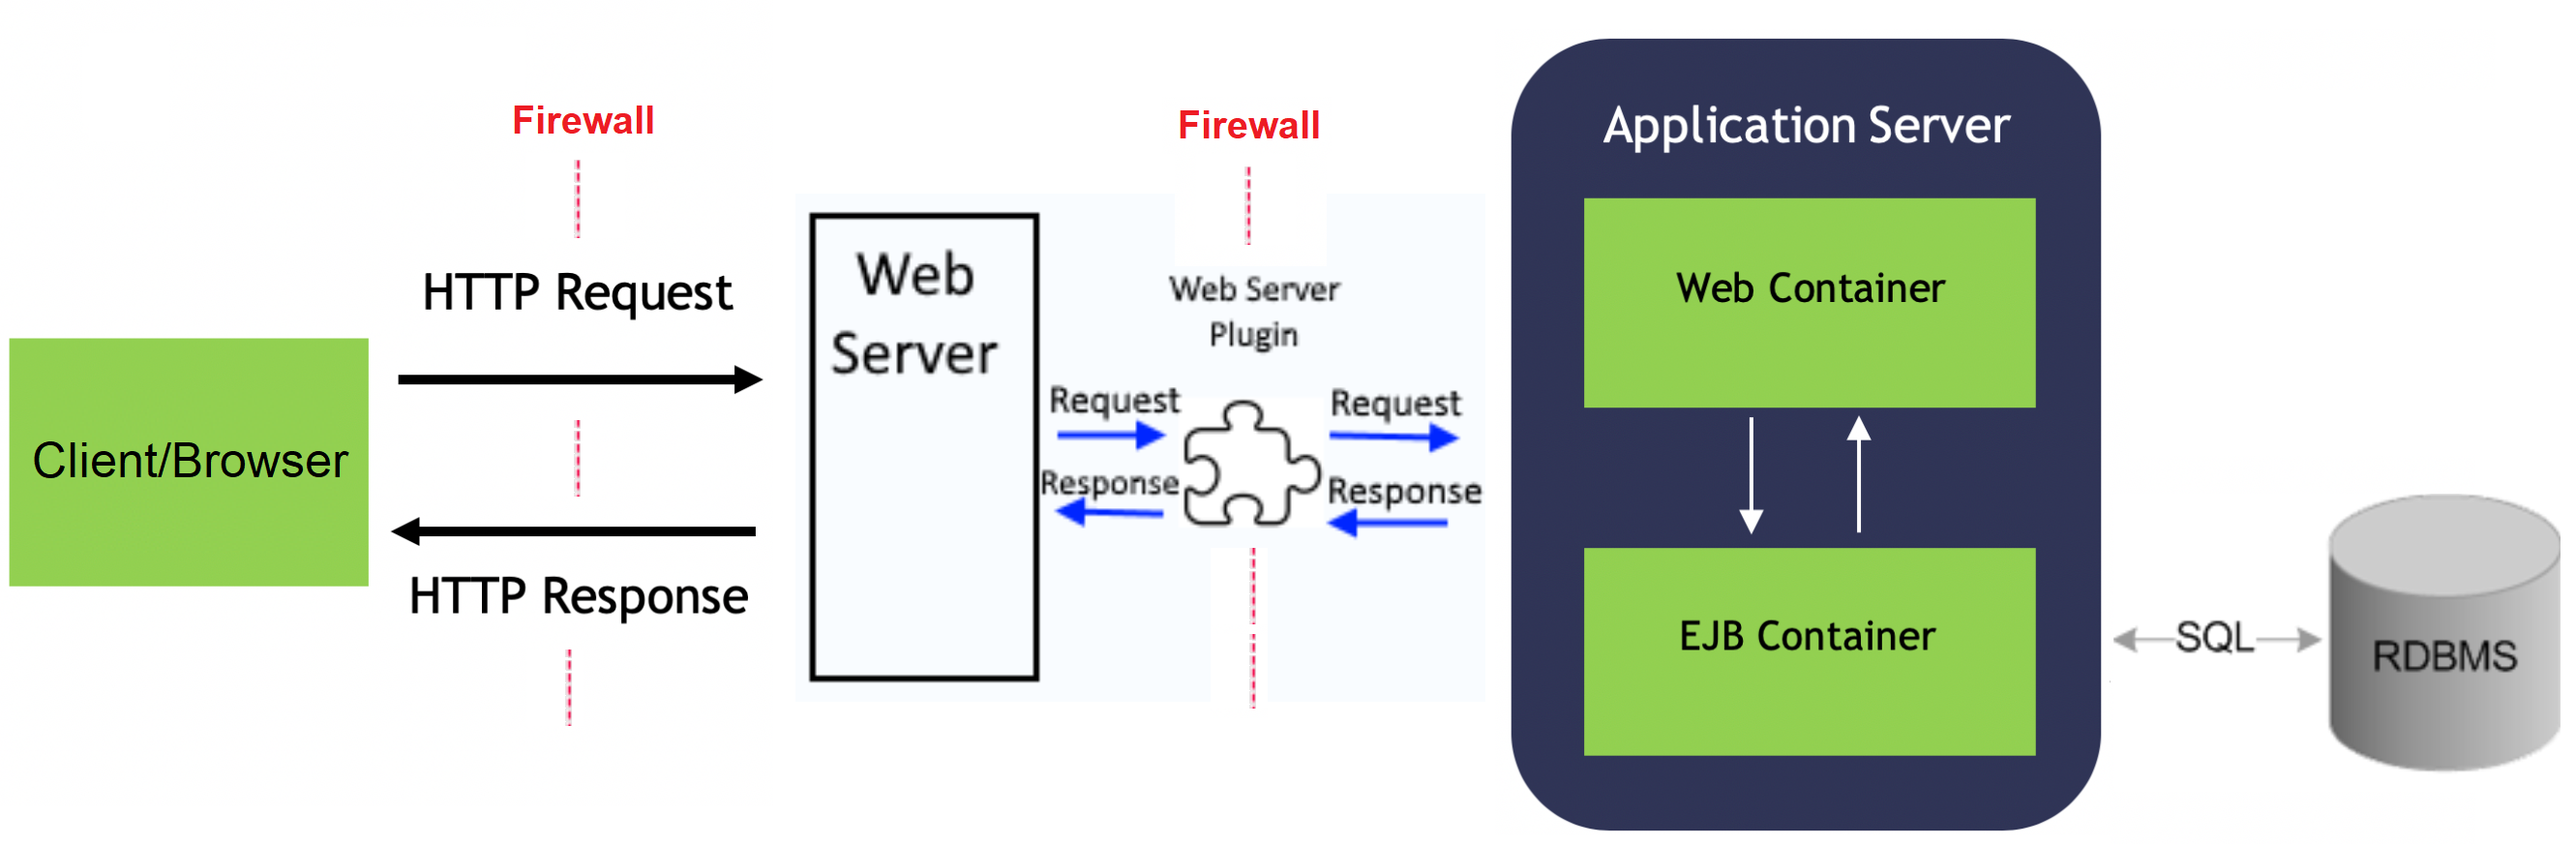 Firewall
Firewall
Application Server
HTTP Request
Web
Server
Web Server
Plugin
Web Container
Client/Browser
Request
Request
Response
Response
HTTP Response
EJB Container
SQL
RDBMS